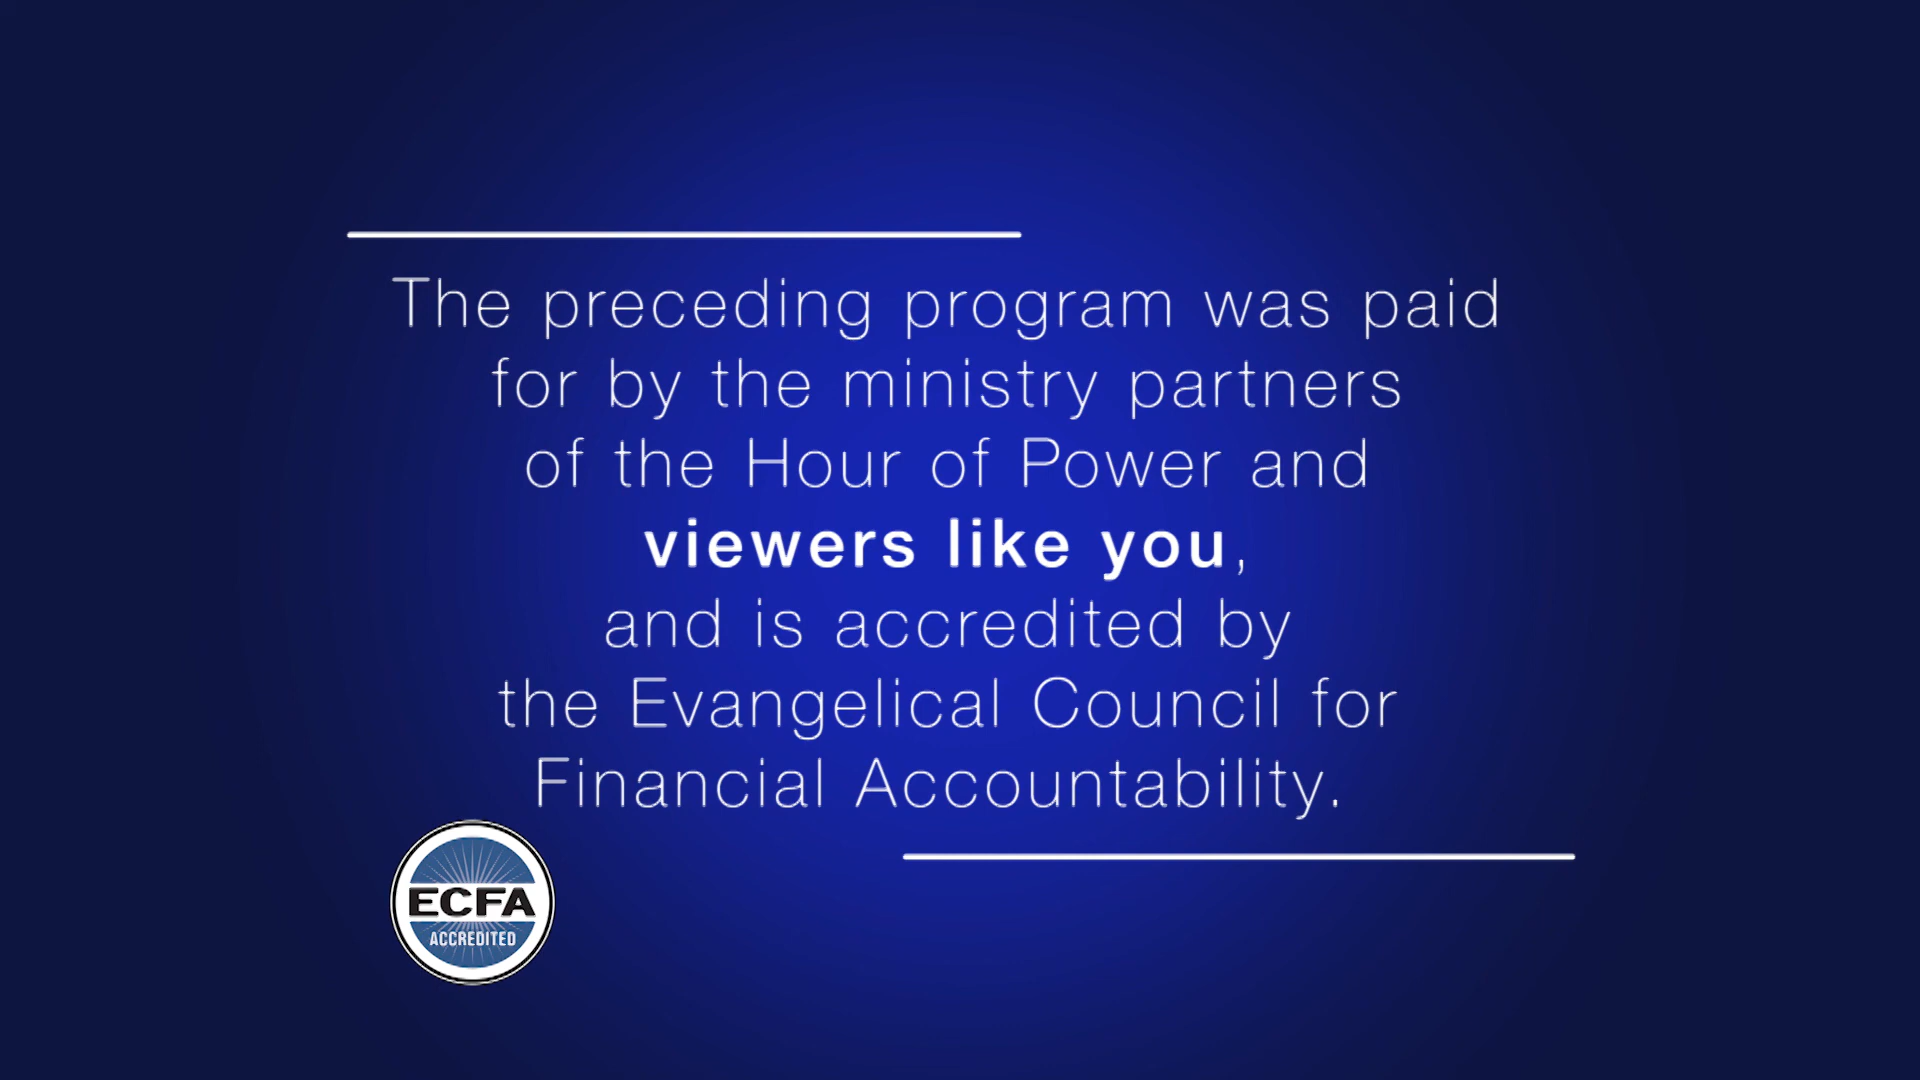 The preceding program was paid
for by the ministry partners
of the Hour of Power and
viewers like you,
and is accredited by
the Evangelical Council for
Financial Accountability.
ECFA
ACCREDITED